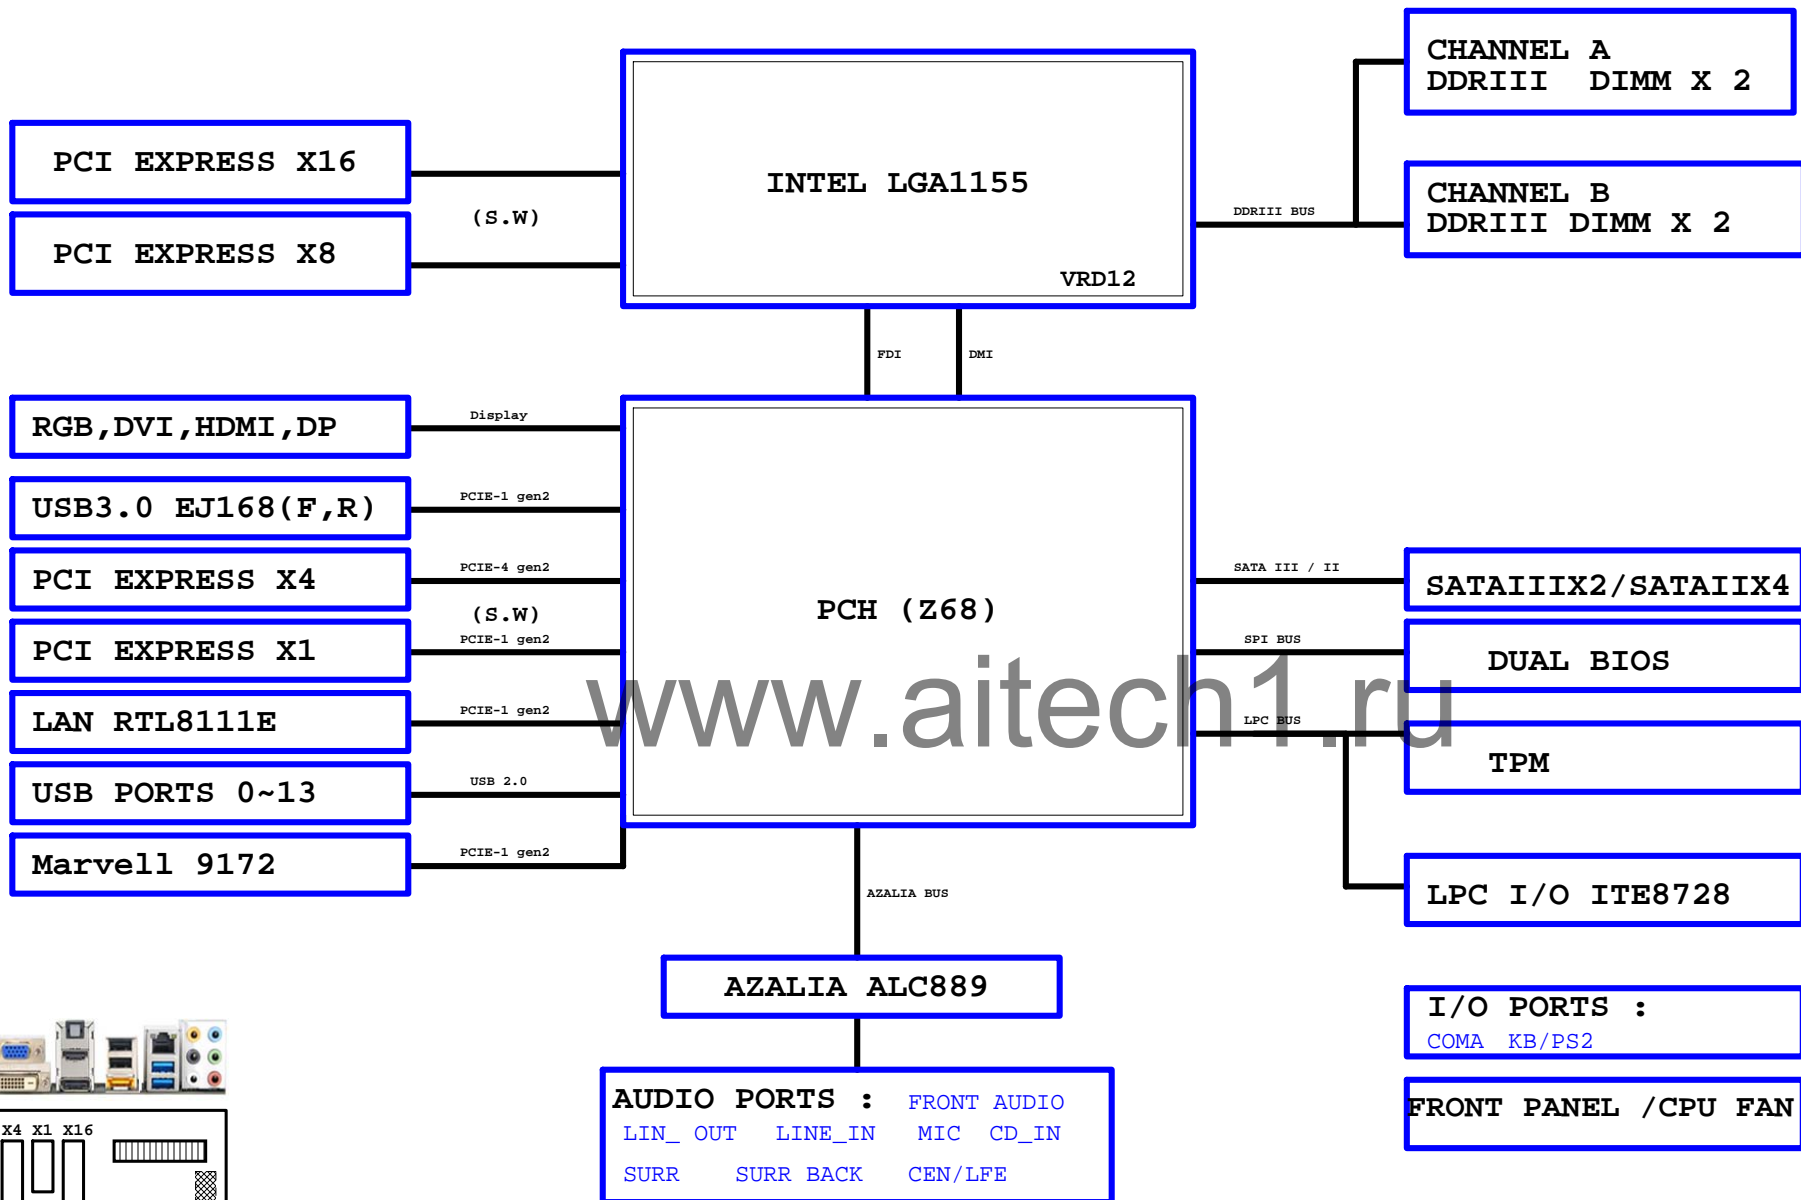 CHANNEL A
DDRIII DIMM X 2
PCI EXPRESS X16
INTEL LGA1155
CHANNEL B
DDRIII DIMM X 2
(S.W)
DDRIII BUS
PCI EXPRESS X8
VRD12
FDI
DMI
RGB,DVI,HDMI,DP
Display
USB3.0 EJ168(F,R)
PCIE-1 gen2
PCI EXPRESS X4
PCIE-4 gen2
(S.W)
PCI EXPRESS X1
PCIE-1 gen2
LAN RTL8111E
PCIE-1 gen2
USB PORTS 0~13
USB 2.0
Marvell 9172
PCIE-1 gen2
PCH (Z68)
SATA III / II
SATAIIIX2/SATAIIX4
SPI BUS
DUAL BIOS
www.aitech1.ru
LPC BUS
TPM
LPC I/O ITE8728
AZALIA BUS
AZALIA ALC889
I/O PORTS :
COMA KB/PS2
FRONT PANEL /CPU FAN
AUDIO PORTS : FRONT AUDIO
LIN_ OUT LINE_IN MIC CD_IN
SURR SURR BACK CEN/LFE
X4 X1 X16